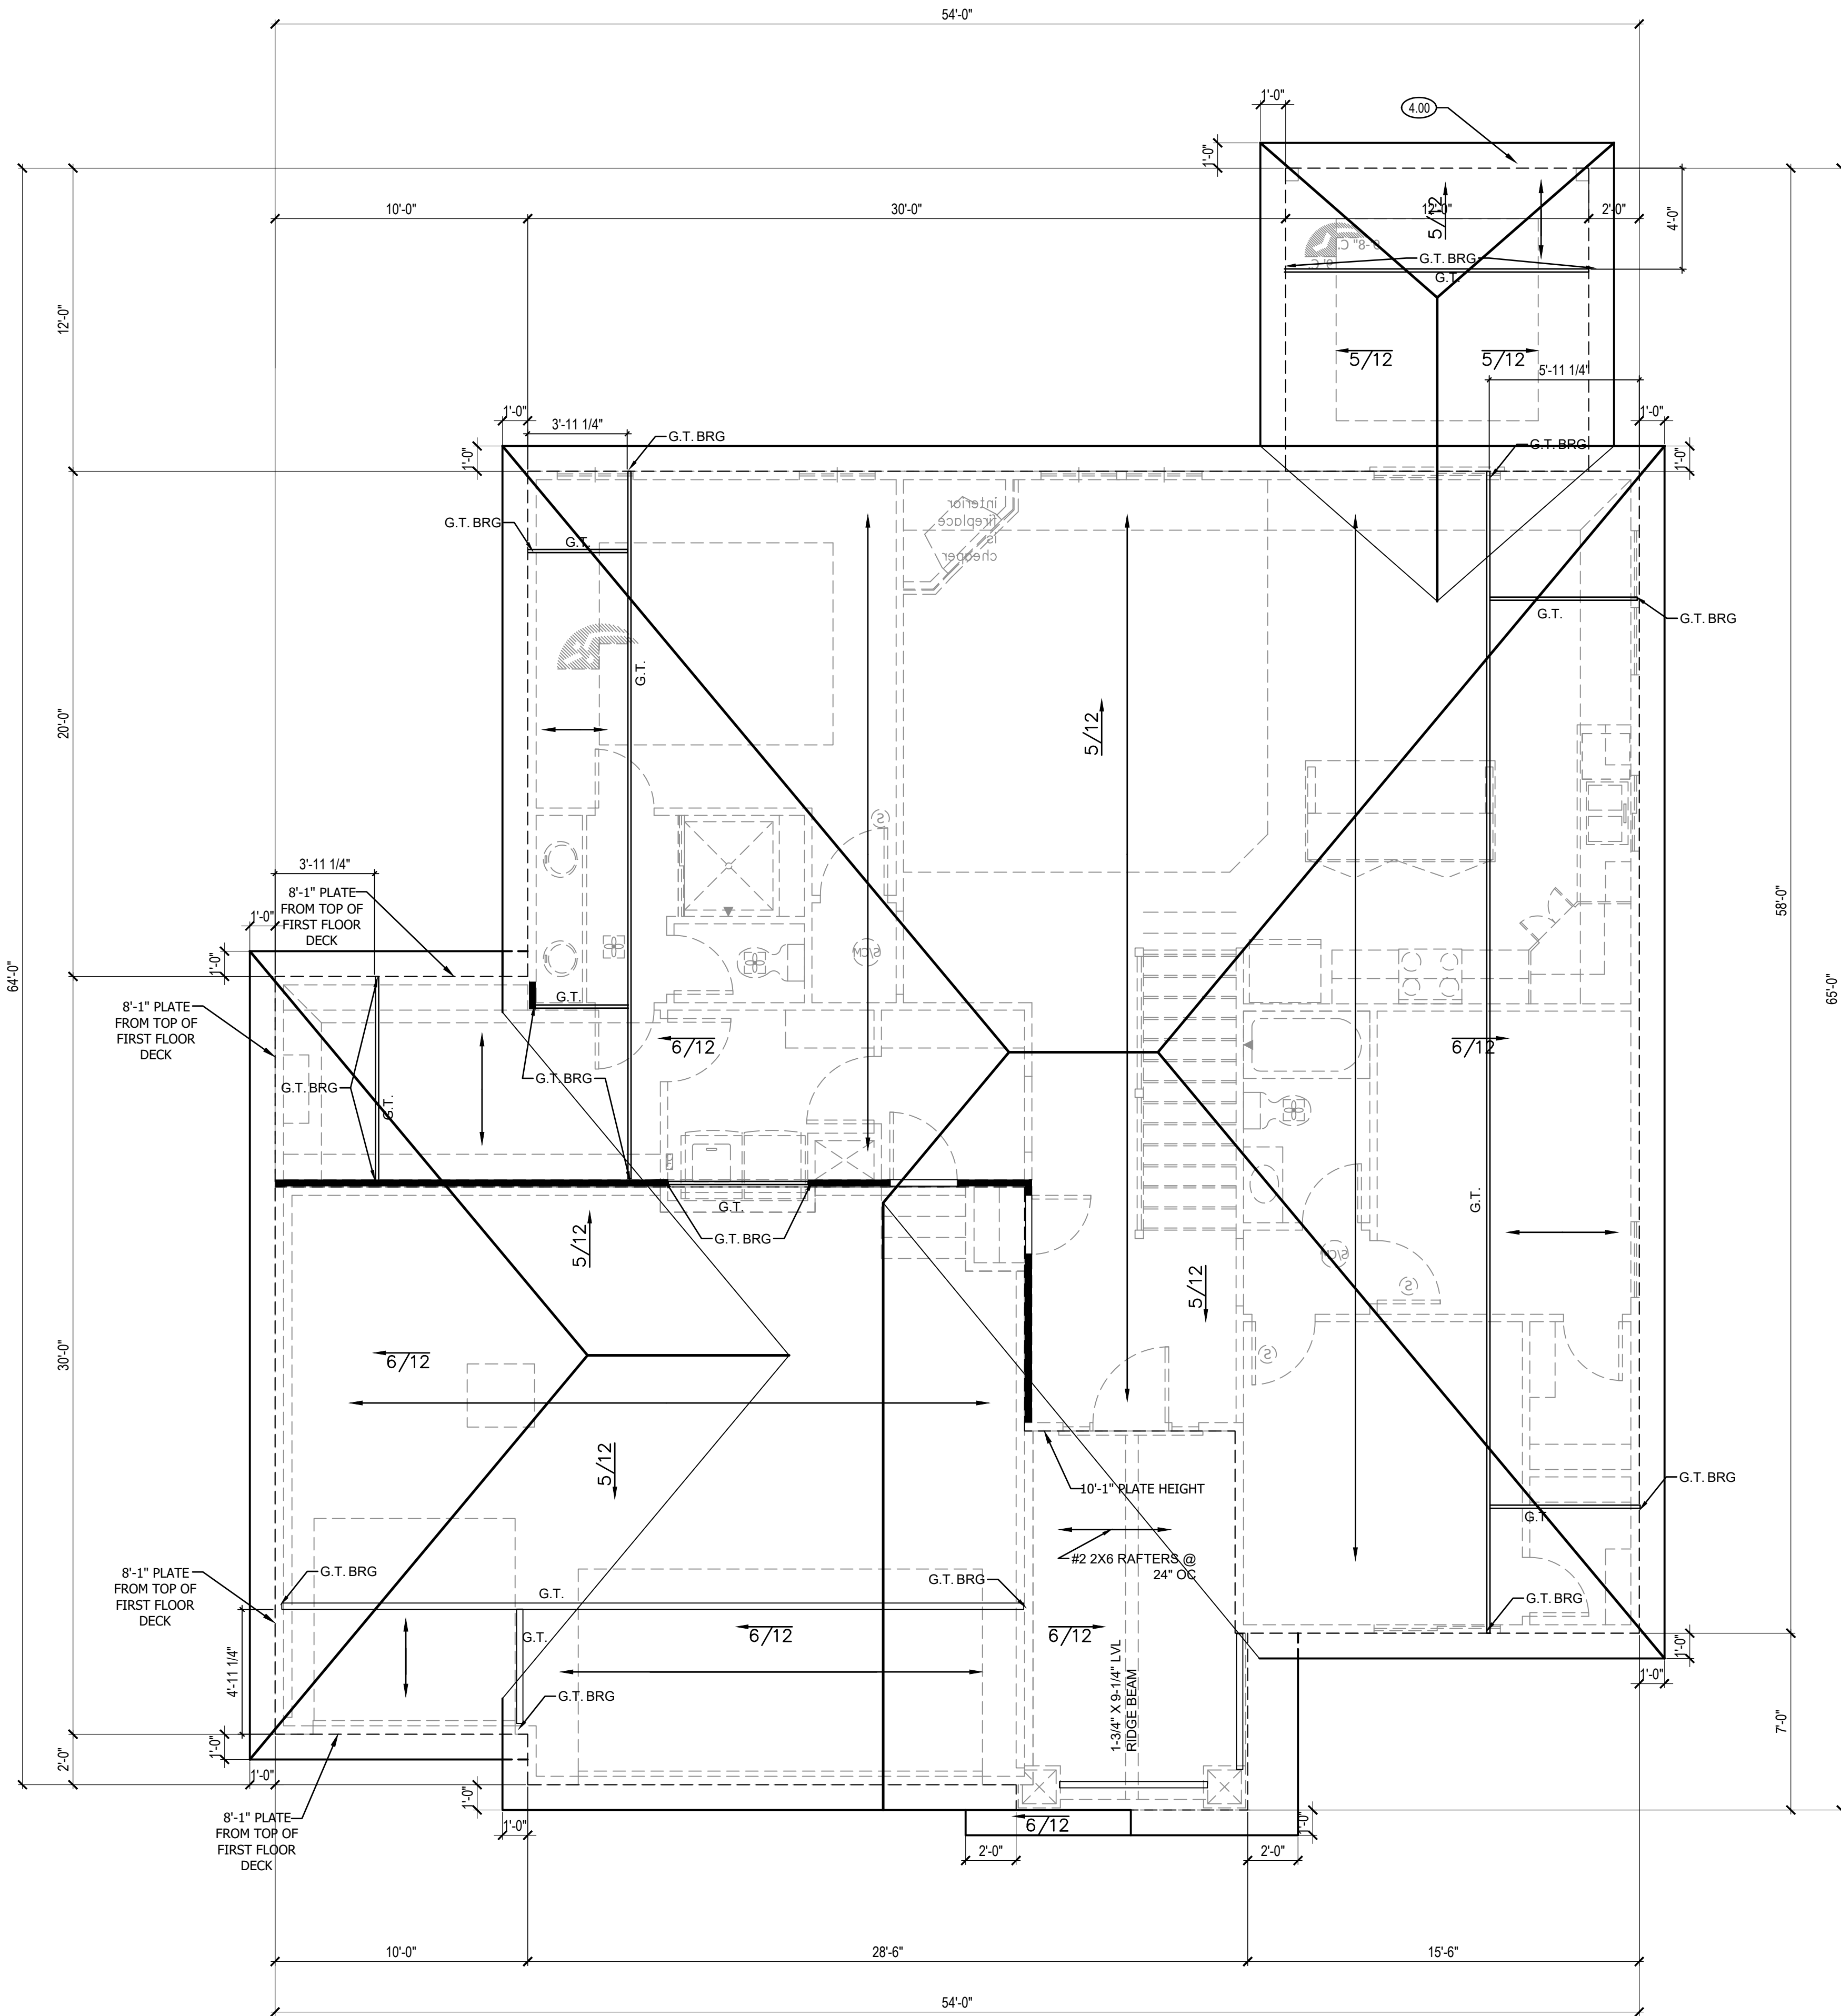 54'-0"
1'-0"
4.00
1'-0"
10'-0"
30'-0"
12'-0"
2'-0"
4'-0"
5/12
G.T. BRG
G.T.
12'-0"
5/12
5/12
5'-11 1/4"
1'-0"
1'-0"
3'-11 1/4"
G.T. BRG
G.T. BRG
1'-0"
1'-0"
interior
fireplace
is
cheaper
G.T. BRG
G.T.
G.T.
G.T. BRG
G.T.
20'-0"
5/12
S
3'-11 1/4"
8'-1" PLATE
FROM TOP OF
FIRST FLOOR
DECK
1'-0"
1'-0"
58'-0"
64'-0"
65'-0"
S/CM
8'-1" PLATE
FROM TOP OF
FIRST FLOOR
DECK
G.T.
6/12
6/12
G.T. BRG
G.T. BRG
G.T.
G.T.
G.T.
G.T. BRG
5/12
5/12
S/CM
S
30'-0"
6/12
S
5/12
G.T. BRG
10'-1" PLATE HEIGHT
G.T.
#2 2X6 RAFTERS @
24" OC
8'-1" PLATE
FROM TOP OF
FIRST FLOOR
DECK
G.T. BRG
G.T.
G.T. BRG
G.T. BRG
G.T.
6/12
6/12
4'-11 1/4"
1-3/4" X 9-1/4" LVL
RIDGE BEAM
1'-0"
1'-0"
G.T. BRG
7'-0"
2'-0"
1'-0"
1'-0"
1'-0"
8'-1" PLATE
FROM TOP OF
FIRST FLOOR
DECK
1'-0"
6/12
1'-0"
2'-0"
2'-0"
10'-0"
28'-6"
15'-6"
54'-0"